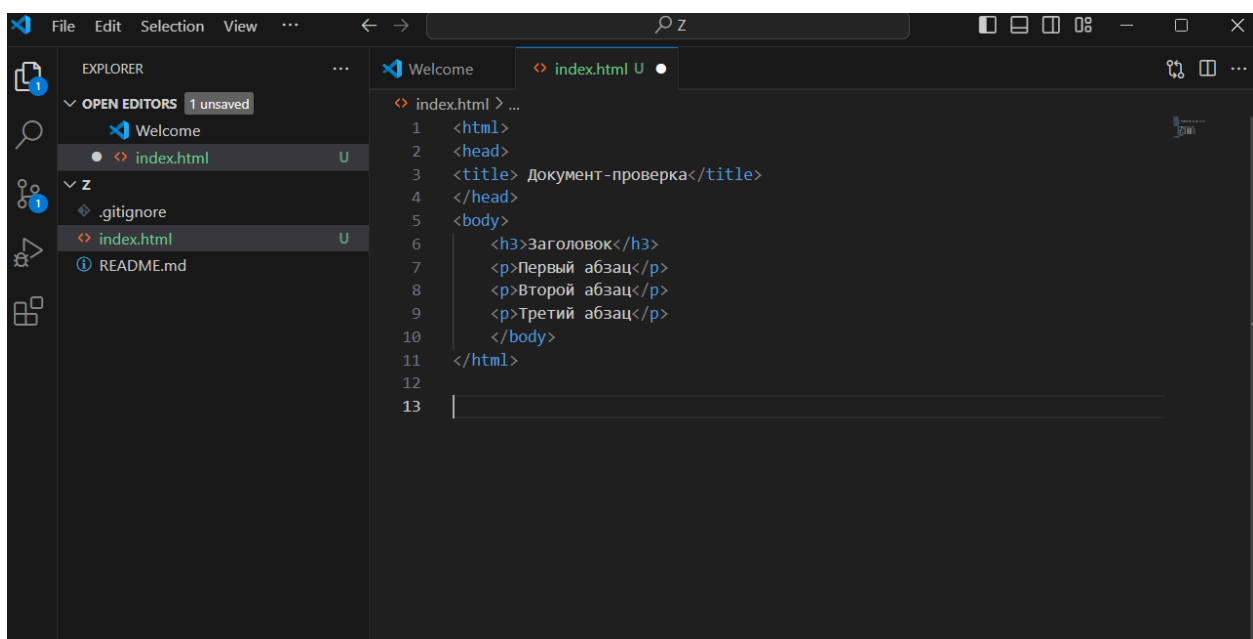 File Edit Selection View ··· Z
EXPLORER ···
OPEN EDITORS 1 unsaved
Welcome
index.html U
Z
.gitignore
index.html U
README.md
1
1
Welcome index.html U
index.html > ...
1 <html>
2 <head>
3 <title> Документ-проверка</title>
4 </head>
5 <body>
6 <h3>Заголовок</h3>
7 <p>Первый абзац</p>
8 <p>Второй абзац</p>
9 <p>Третий абзац</p>
10 </body>
11 </html>
12
13